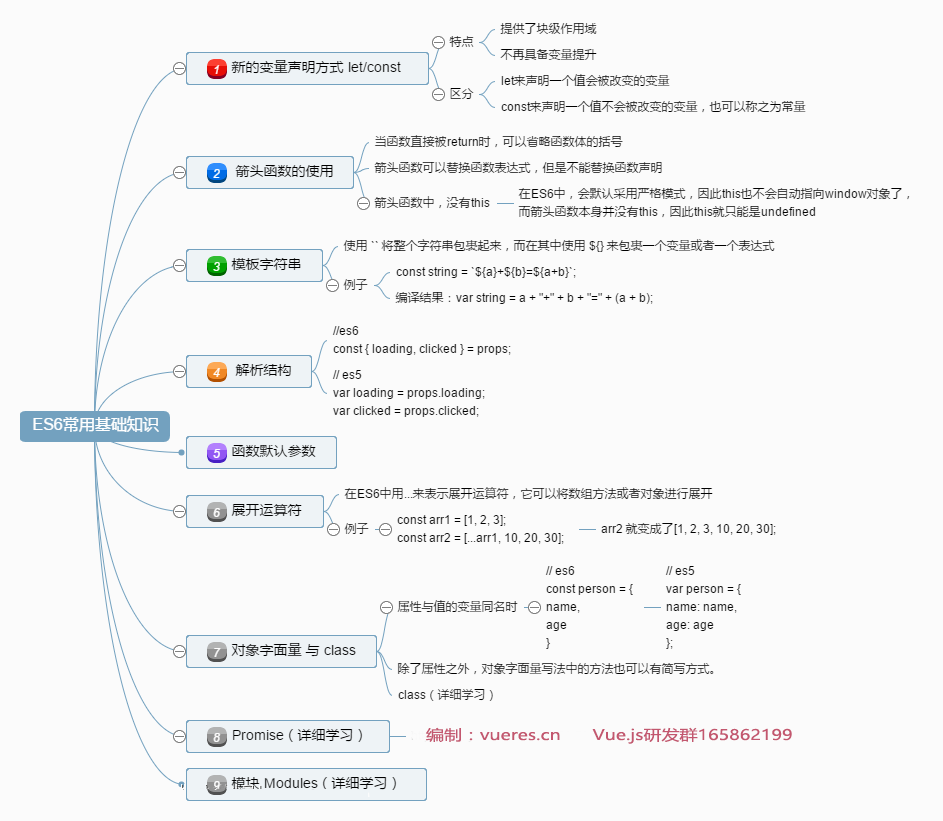 ES6常用基础知识
1 新的变量声明方式 let/const
特点
提供了块级作用域
不再具备变量提升
区分
let来声明一个值会被改变的变量
const来声明一个值不会被改变的变量，也可以称之为常量
2 箭头函数的使用
当函数直接被return时，可以省略函数体的括号
箭头函数可以替换函数表达式，但是不能替换函数声明
箭头函数中，没有this
在ES6中，会默认采用严格模式，因此this也不会自动指向window对象了，
而箭头函数本身并没有this，因此this就只能是undefined
3 模板字符串
使用 `` 将整个字符串包裹起来，而在其中使用 ${} 来包裹一个变量或者一个表达式
例子
const string = `${a}+${b}=${a+b}`;
编译结果：var string = a + "+" + b + "=" + (a + b);
4 解析结构
//es6
const { loading, clicked } = props;
// es5
var loading = props.loading;
var clicked = props.clicked;
5 函数默认参数
6 展开运算符
在ES6中用...来表示展开运算符，它可以将数组方法或者对象进行展开
例子
const arr1 = [1, 2, 3];
const arr2 = [...arr1, 10, 20, 30];
arr2 就变成了[1, 2, 3, 10, 20, 30];
7 对象字面量 与 class
属性与值的变量同名时
// es6
const person = {
name,
age
}
// es5
var person = {
name: name,
age: age
};
除了属性之外，对象字面量写法中的方法也可以有简写方式。
class（详细学习）
8 Promise（详细学习）
编制：vueres.cn Vue.js研发群165862199
9 模块,Modules（详细学习）